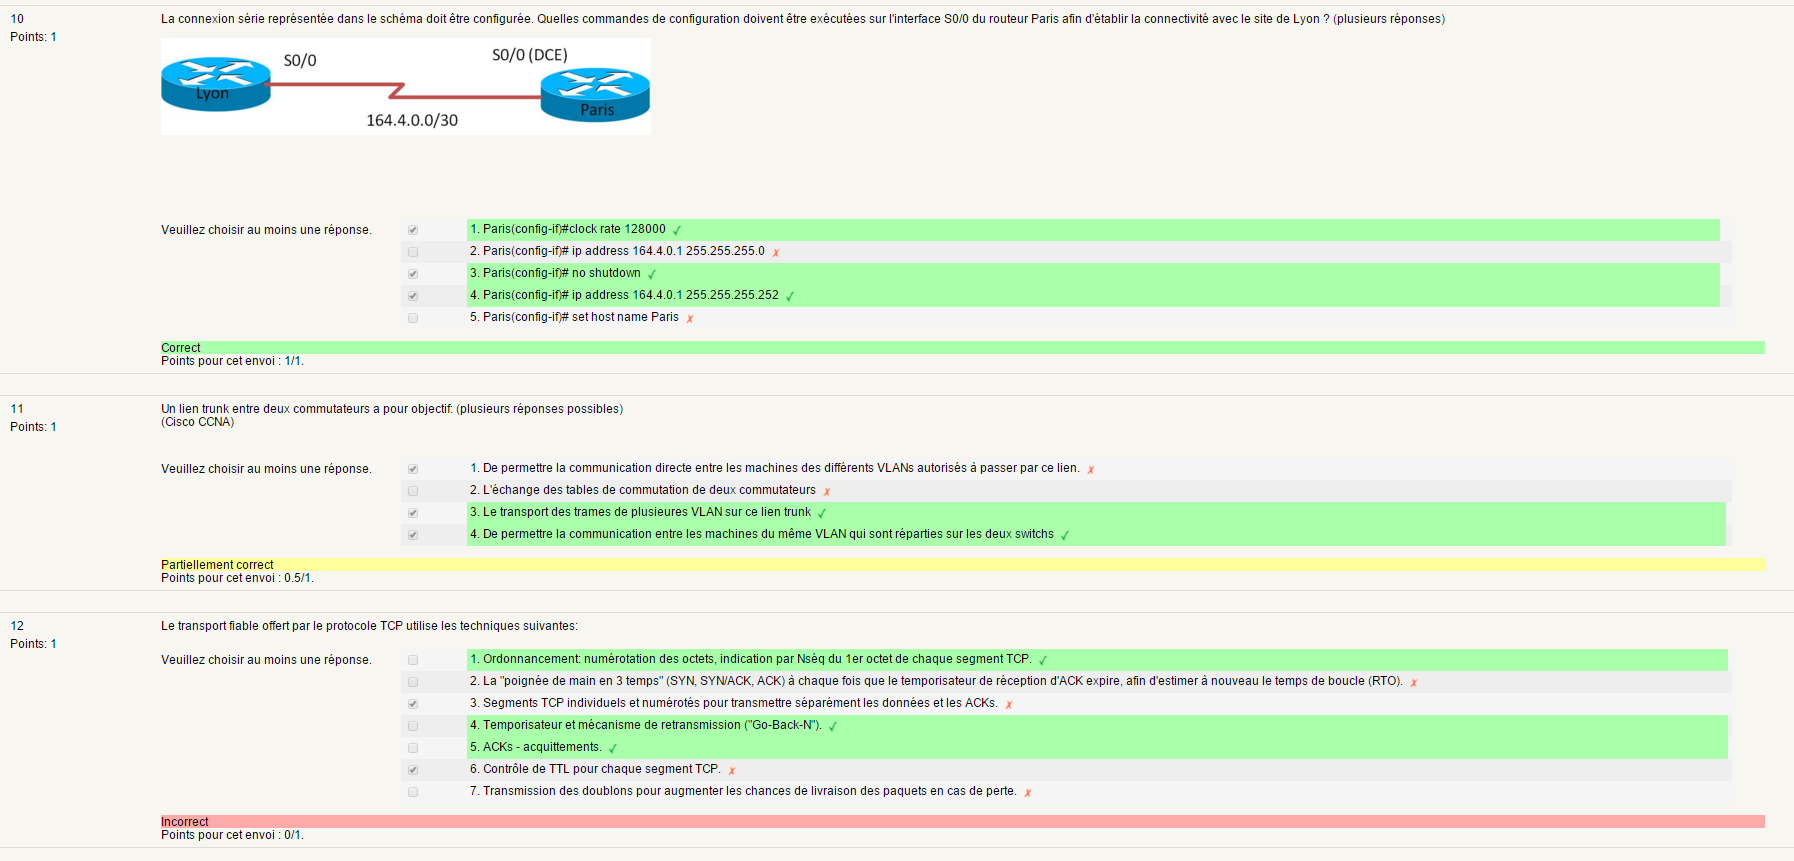 10
La connexion série représentée dans le schéma doit être configurée. Quelles commandes de configuration doivent être exécutées sur l'interface S0/0 du routeur Paris afin d'établir la connectivité avec le site de Lyon ? (plusieurs réponses)
Points: 1
S0/0
S0/0 (DCE)
Lyon
Paris
164.4.0.0/30
Veuillez choisir au moins une réponse.
1. Paris(config-if)#clock rate 128000 ✓
2. Paris(config-if)# ip address 164.4.0.1 255.255.255.0 ✗
3. Paris(config-if)# no shutdown ✓
4. Paris(config-if)# ip address 164.4.0.1 255.255.255.252 ✓
5. Paris(config-if)# set host name Paris ✗
Correct
Points pour cet envoi : 1/1.
11
Un lien trunk entre deux commutateurs a pour objectif: (plusieurs réponses possibles)
(Cisco CCNA)
Points: 1
Veuillez choisir au moins une réponse.
1. De permettre la communication directe entre les machines des différents VLANs autorisés à passer par ce lien. ✗
2. L'échange des tables de commutation de deux commutateurs ✗
3. Le transport des trames de plusieures VLAN sur ce lien trunk ✓
4. De permettre la communication entre les machines du même VLAN qui sont réparties sur les deux switchs ✓
Partiellement correct
Points pour cet envoi : 0.5/1.
12
Le transport fiable offert par le protocole TCP utilise les techniques suivantes:
Points: 1
Veuillez choisir au moins une réponse.
1. Ordonnancement: numérotation des octets, indication par Nséq du 1er octet de chaque segment TCP. ✓
2. La "poignée de main en 3 temps" (SYN, SYN/ACK, ACK) à chaque fois que le temporisateur de réception d'ACK expire, afin d'estimer à nouveau le temps de boucle (RTO). ✗
3. Segments TCP individuels et numérotés pour transmettre séparément les données et les ACKs. ✗
4. Temporisateur et mécanisme de retransmission ("Go-Back-N"). ✓
5. ACKs - acquittements. ✓
6. Contrôle de TTL pour chaque segment TCP. ✗
7. Transmission des doublons pour augmenter les chances de livraison des paquets en cas de perte. ✗
Incorrect
Points pour cet envoi : 0/1.